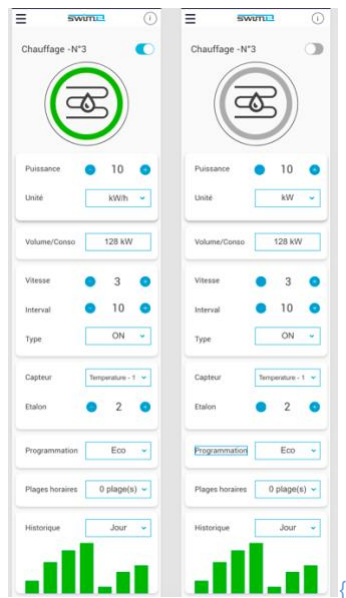 swim
Chauffage -N°3
Puissance - 10 +
Unité kW/h
Volume/Conso 128 kW
Vitesse - 3 +
Interval - 10 +
Type ON
Capteur Temperature - 1
Etalon - 2 +
Programmation Eco
Plages horaires 0 plage(s)
Historique Jour
swim
Chauffage -N°3
Puissance - 10 +
Unité kW
Volume/Conso 128 kW
Vitesse - 3 +
Interval - 10 +
Type ON
Capteur Temperature - 1
Etalon - 2 +
Programmation Eco
Plages horaires 0 plage(s)
Historique Jour
{